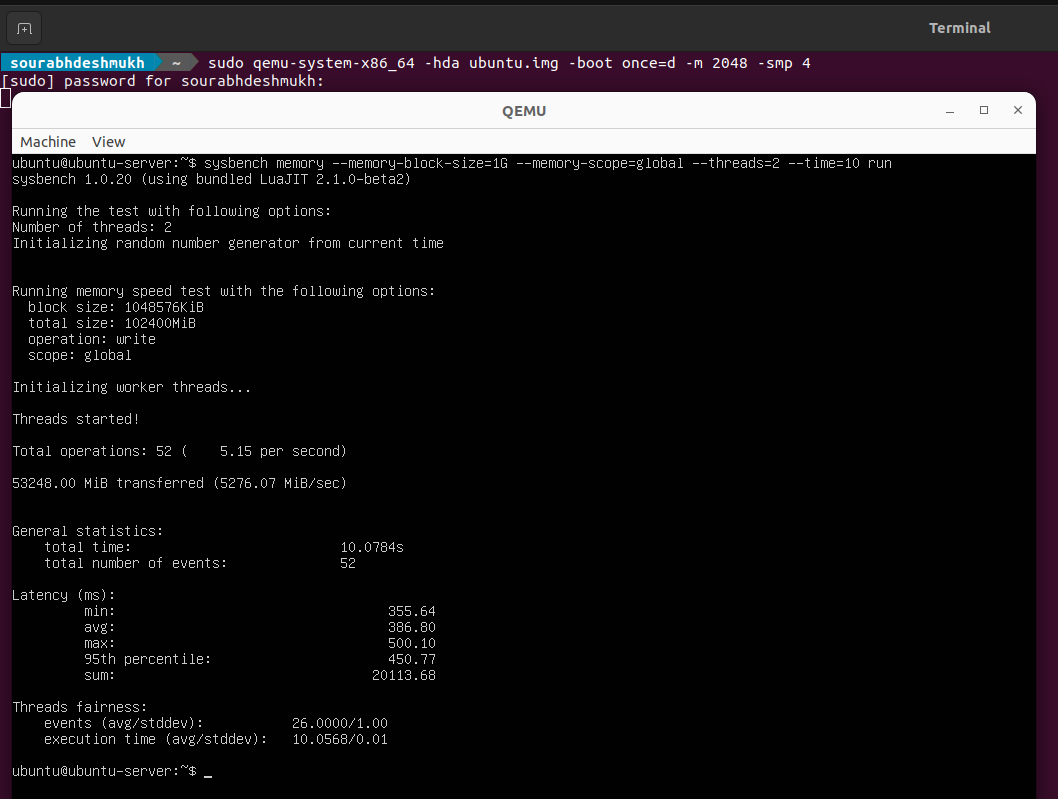 Terminal
sourabhdeshmukh ~ sudo qemu-system-x86_64 -hda ubuntu.img -boot once=d -m 2048 -smp 4
[sudo] password for sourabhdeshmukh:
QEMU
Machine View
ubuntu@ubuntu-server:~$ sysbench memory --memory-block-size=1G --memory-scope=global --threads=2 --time=10 run
sysbench 1.0.20 (using bundled LuaJIT 2.1.0-beta2)
Running the test with following options:
Number of threads: 2
Initializing random number generator from current time
Running memory speed test with the following options:
block size: 1048576KiB
total size: 102400MiB
operation: write
scope: global
Initializing worker threads...
Threads started!
Total operations: 52 (    5.15 per second)
53248.00 MiB transferred (5276.07 MiB/sec)
General statistics:
total time: 10.0784s
total number of events: 52
Latency (ms):
min: 355.64
avg: 386.80
max: 500.10
95th percentile: 450.77
sum: 20113.68
Threads fairness:
events (avg/stddev): 26.0000/1.00
execution time (avg/stddev): 10.0568/0.01
ubuntu@ubuntu-server:~$ _